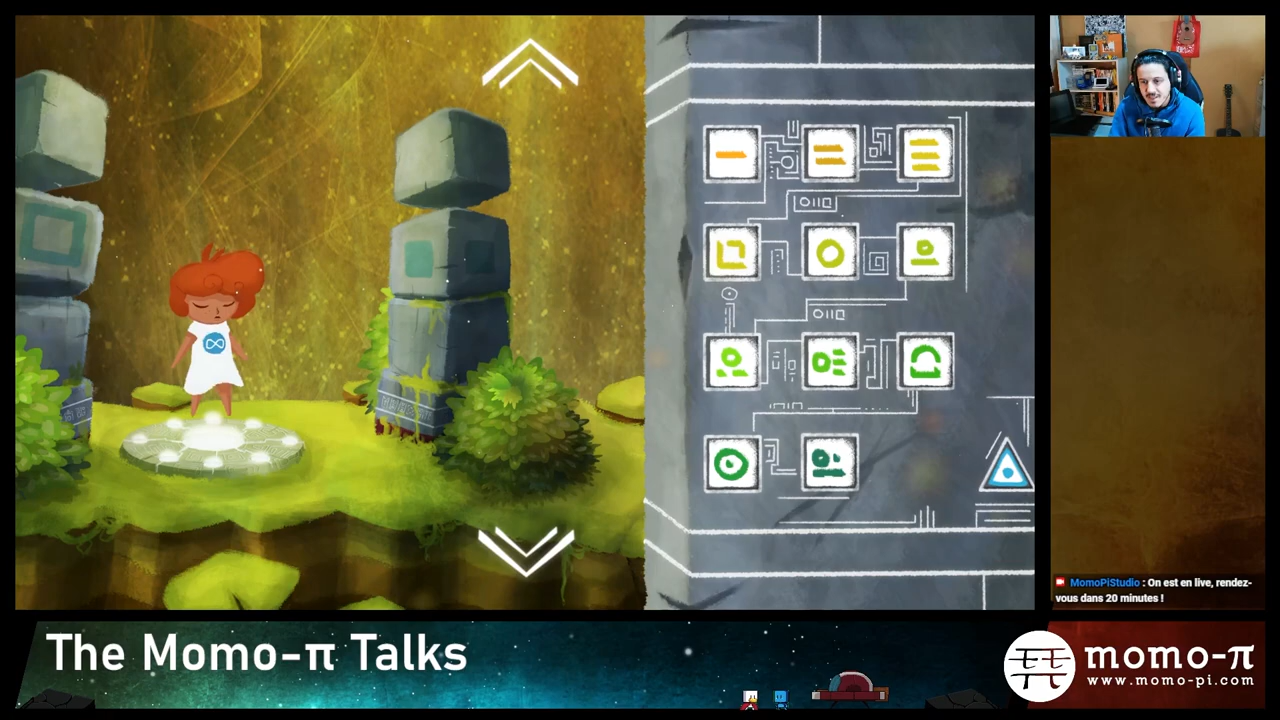 MomoPiStudio : On est en live, rendez-
vous dans 20 minutes !
The Momo-π Talks
momo-π
www.momo-pi.com